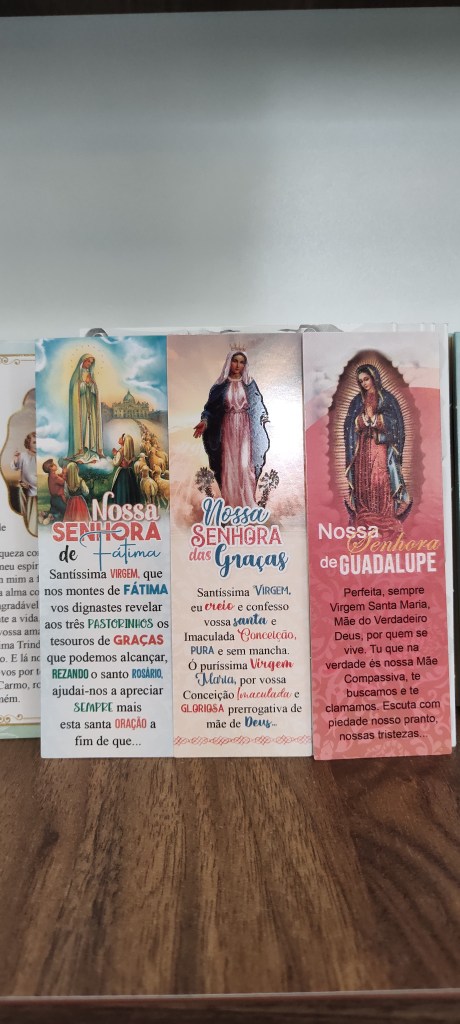 Nossa
SENHORA
de Fátima
Santíssima VIRGEM, que
nos montes de FÁTIMA
vos dignastes revelar
aos três PASTORINHOS os
tesouros de GRAÇAS
que podemos alcançar,
REZANDO o santo ROSÁRIO,
ajudai-nos a apreciar
SEMPRE mais
esta santa ORAÇÃO a
fim de que...
Nossa
SENHORA
das Graças
Santíssima VIRGEM,
eu creio e confesso
vossa santa e
Imaculada Conceição,
PURA e sem mancha.
Ó puríssima Virgem
Maria, por vossa
Conceição Imaculada e
GLORIOSA prerrogativa de
mãe de Deus...
Nossa
Senhora
de GUADALUPE
Perfeita, sempre
Virgem Santa Maria,
Mãe do Verdadeiro
Deus, por quem se
vive. Tu que na
verdade és nossa Mãe
Compassiva, te
buscamos e te
clamamos. Escuta com
piedade nosso pranto,
nossas tristezas...